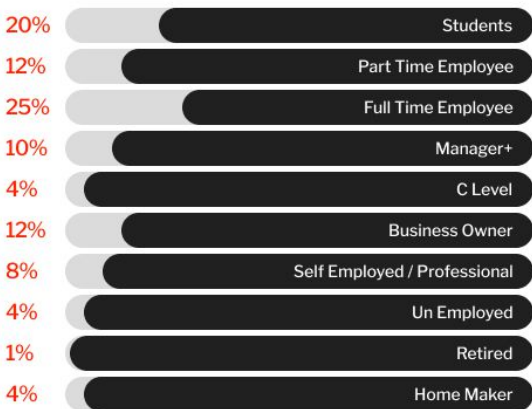 20% Students
12% Part Time Employee
25% Full Time Employee
10% Manager+
4% C Level
12% Business Owner
8% Self Employed / Professional
4% Un Employed
1% Retired
4% Home Maker